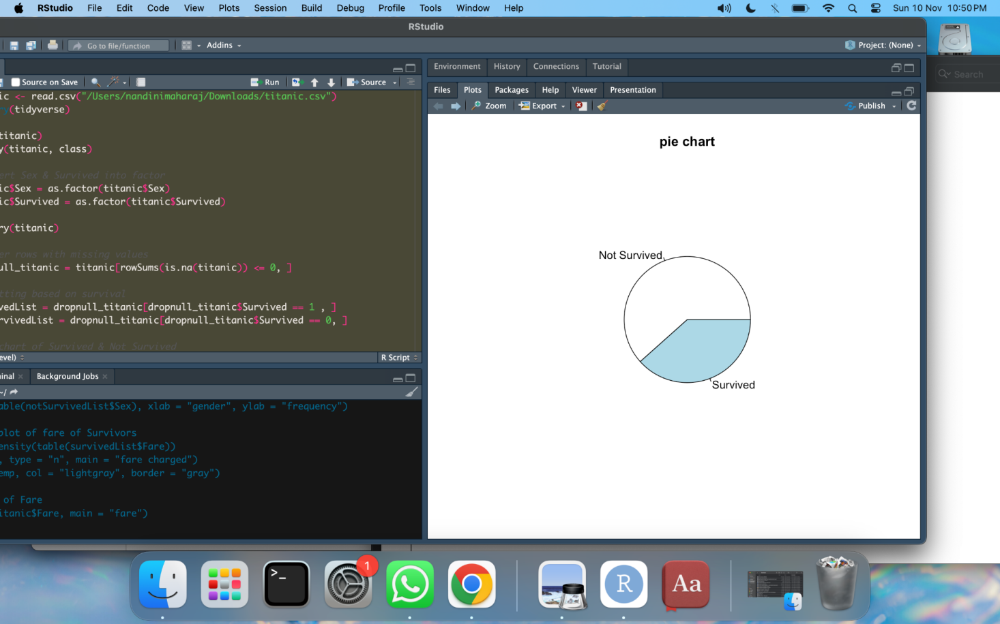 RStudio File Edit Code View Plots Session Build Debug Profile Tools Window Help Sun 10 Nov 10:50 PM
RStudio
Go to file/function Addins Project: (None)
Search
Source on Save Run Source
ic <- read.csv("/Users/nandinimaharaj/Downloads/titanic.csv")
ry(tidyverse)
titanic)
y(titanic, class)
ert Sex & Survived into factor
ic$Sex = as.factor(titanic$Sex)
ic$Survived = as.factor(titanic$Survived)
ry(titanic)
er rows with missing values
ull_titanic = titanic[rowSums(is.na(titanic)) <= 0, ]
tting based on survival
vedList = dropnull_titanic[dropnull_titanic$Survived == 1 , ]
rvivedList = dropnull_titanic[dropnull_titanic$Survived == 0, ]
chart of Survived & Not Survived
evel) R Script
inal Background Jobs
~/
able(notSurvivedList$Sex), xlab = "gender", ylab = "frequency")
plot of fare of Survivors
ensity(table(survivedList$Fare))
, type = "n", main = "fare charged")
emp, col = "lightgray", border = "gray")
of Fare
itanic$Fare, main = "fare")
Environment History Connections Tutorial
Files Plots Packages Help Viewer Presentation
Zoom Export Publish
pie chart
Not Survived
Survived
>_
1
R
Aa